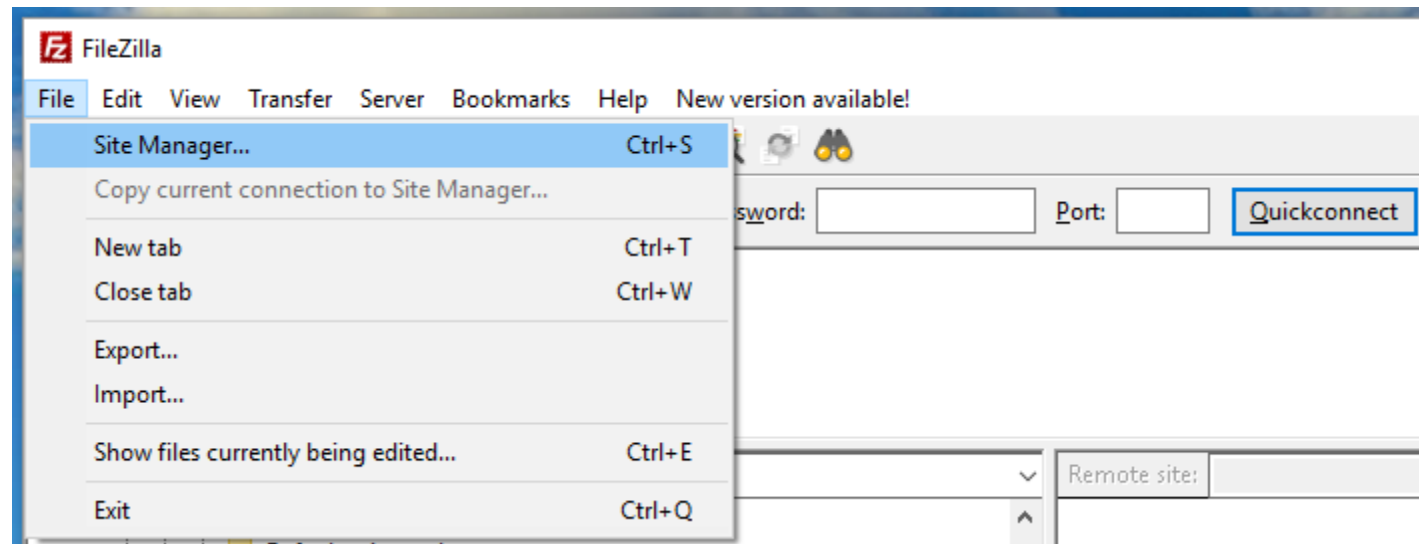 FileZilla
File Edit View Transfer Server Bookmarks Help New version available!
Site Manager... Ctrl+S
Copy current connection to Site Manager...
sword: Port: Quickconnect
New tab Ctrl+T
Close tab Ctrl+W
Export...
Import...
Show files currently being edited... Ctrl+E
Remote site:
Exit Ctrl+Q